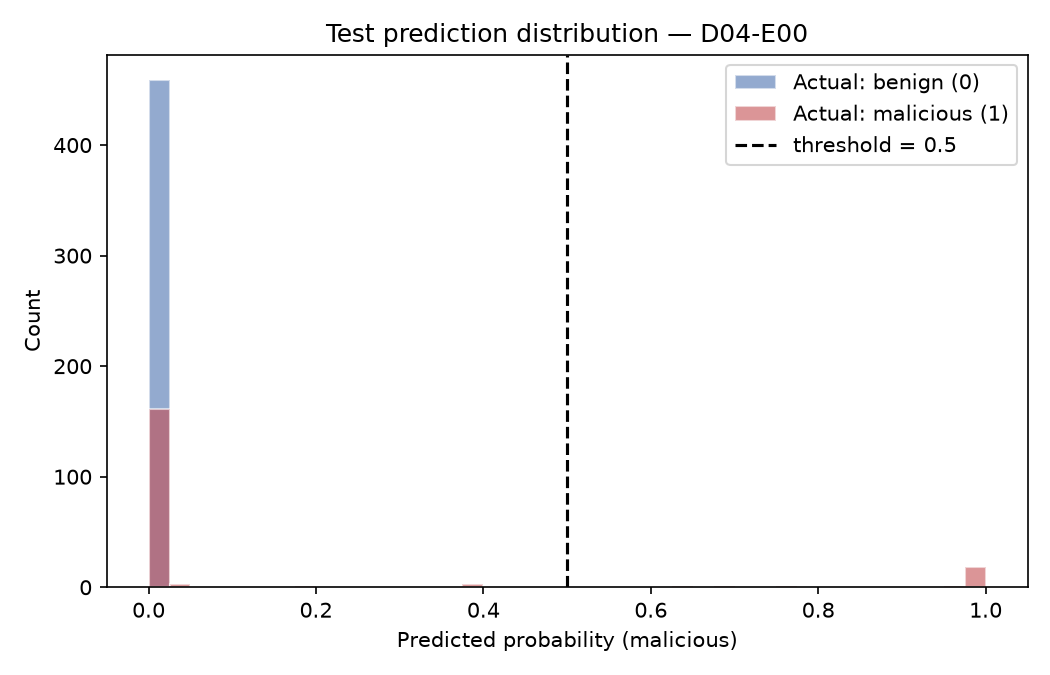 Test prediction distribution — D04-E00
Actual: benign (0)
Actual: malicious (1)
threshold = 0.5
Count
400
300
200
100
0
0.0 0.2 0.4 0.6 0.8 1.0
Predicted probability (malicious)